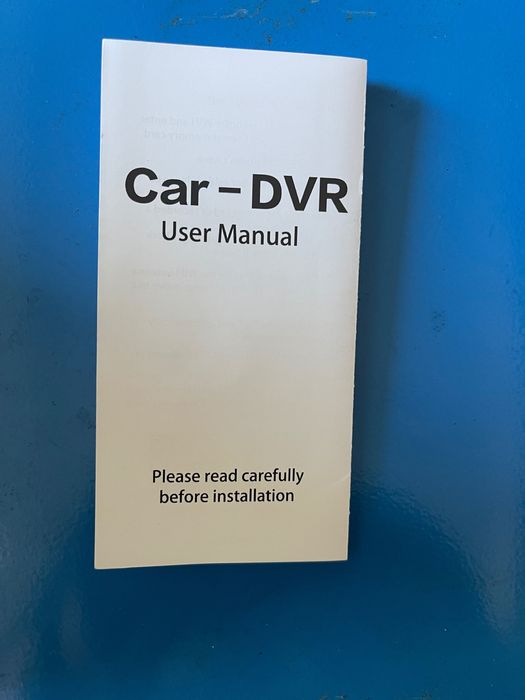 Car – DVR
User Manual
Please read carefully
before installation